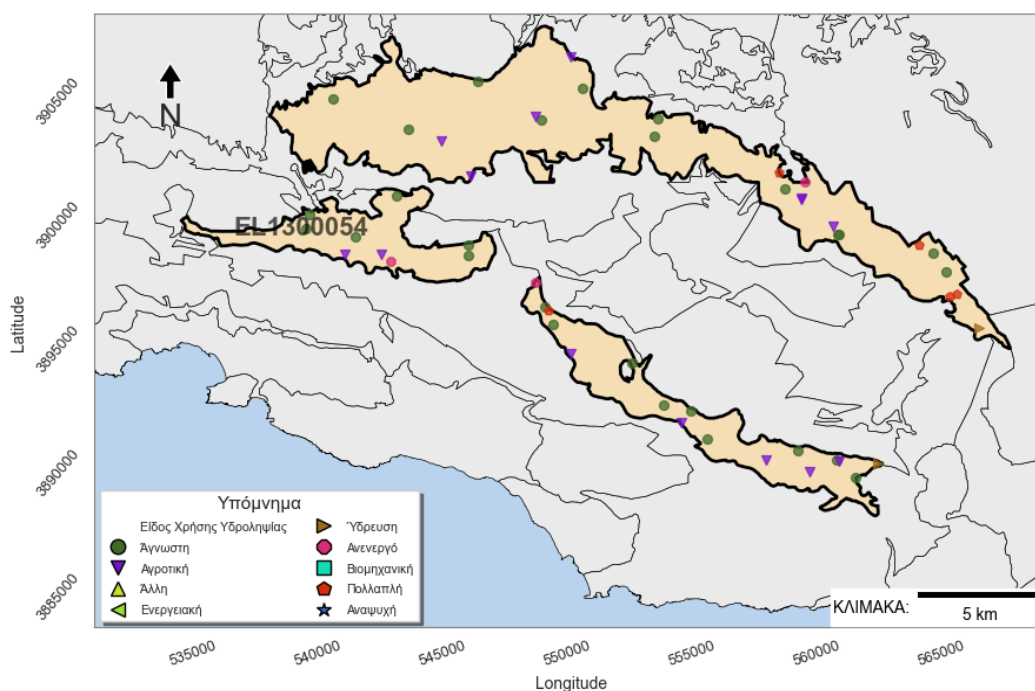 N
EL1300054
Latitude
3905000
3900000
3895000
3890000
3885000
Υπόμνημα
Είδος Χρήσης Υδροληψίας
Άγνωστη
Αγροτική
Άλλη
Ενεργειακή
Ύδρευση
Ανενεργό
Βιομηχανική
Πολλαπλή
Αναψυχή
ΚΛΙΜΑΚΑ:
5 km
535000
540000
545000
550000
555000
560000
565000
Longitude